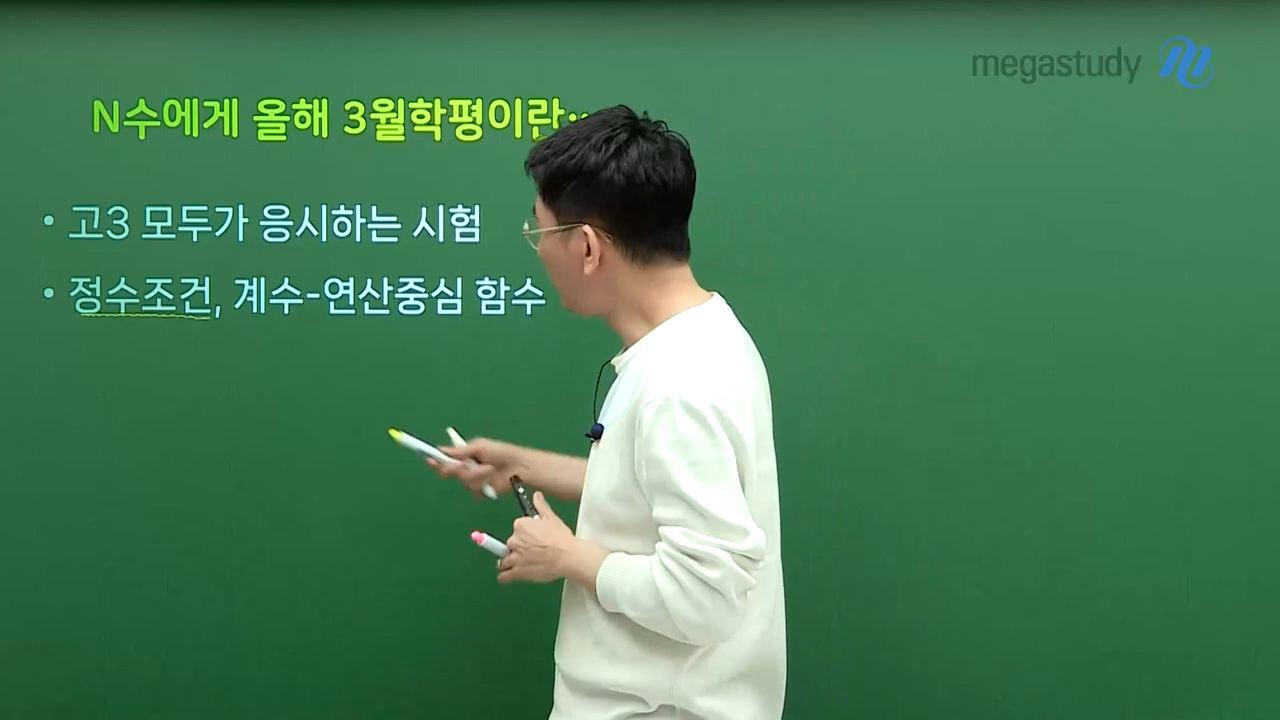 megastudy
N수에게 올해 3월학평이란…
• 고3 모두가 응시하는 시험
• 정수조건, 계수-연산중심 함수